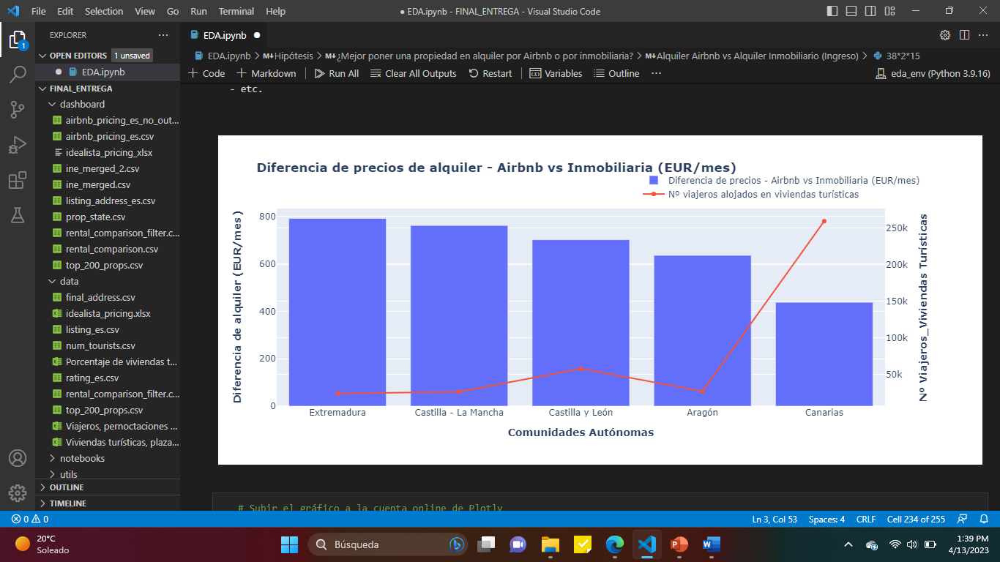 File Edit Selection View Go Run Terminal Help
● EDA.ipynb - FINAL_ENTREGA - Visual Studio Code
1
EXPLORER
OPEN EDITORS 1 unsaved
EDA.ipynb
FINAL_ENTREGA
dashboard
airbnb_pricing_es_no_out...
airbnb_pricing_es.csv
idealista_pricing_xlsx
ine_merged_2.csv
ine_merged.csv
listing_address_es.csv
prop_state.csv
rental_comparison_filter.c...
rental_comparison.csv
top_200_props.csv
data
final_address.csv
idealista_pricing.xlsx
listing_es.csv
num_tourists.csv
Porcentaje de viviendas t...
rating_es.csv
rental_comparison_filter.c...
top_200_props.csv
Viajeros, pernoctaciones ...
Viviendas turísticas, plaza...
notebooks
utils
OUTLINE
TIMELINE
EDA.ipynb ●
EDA.ipynb > M↓Hipótesis > M↓¿Mejor poner una propiedad en alquiler por Airbnb o por inmobiliaria? > M↓Alquiler Airbnb vs Alquiler Inmobiliario (Ingreso) > 38*2*15
+ Code + Markdown Run All Clear All Outputs Restart Variables Outline ··· eda_env (Python 3.9.16)
- etc.
Diferencia de precios de alquiler - Airbnb vs Inmobiliaria (EUR/mes)
Diferencia de precios - Airbnb vs Inmobiliaria (EUR/mes)
Nº viajeros alojados en viviendas turísticas
Diferencia de alquiler (EUR/mes )
800
600
400
200
0
250k
200k
150k
100k
50k
Nº Viajeros_Viviendas Turísticas
Extremadura Castilla - La Mancha Castilla y León Aragón Canarias
Comunidades Autónomas
# Subir el gráfico a la cuenta online de Plotly
0 0
Ln 3, Col 53 Spaces: 4 CRLF Cell 234 of 255
20°C
Soleado
Búsqueda
1:39 PM
4/13/2023